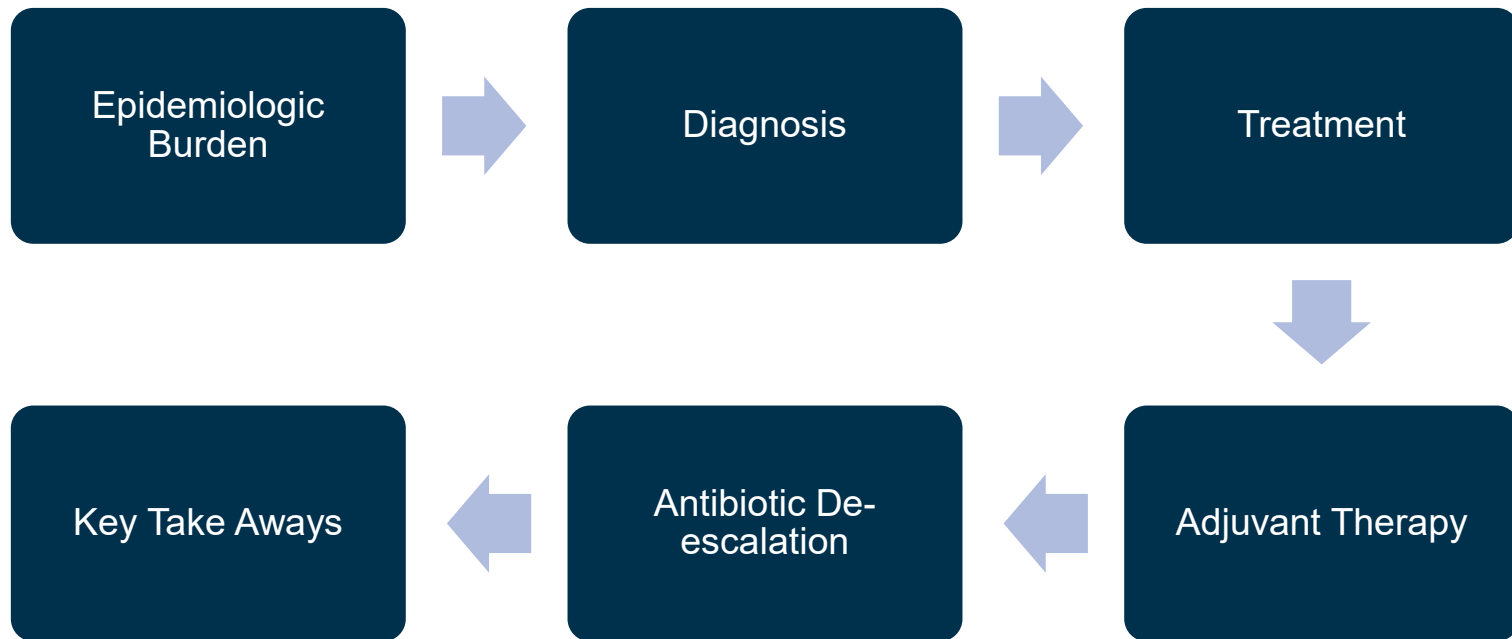 Epidemiologic
Burden
Diagnosis
Treatment
Adjuvant Therapy
Antibiotic De-
escalation
Key Take Aways